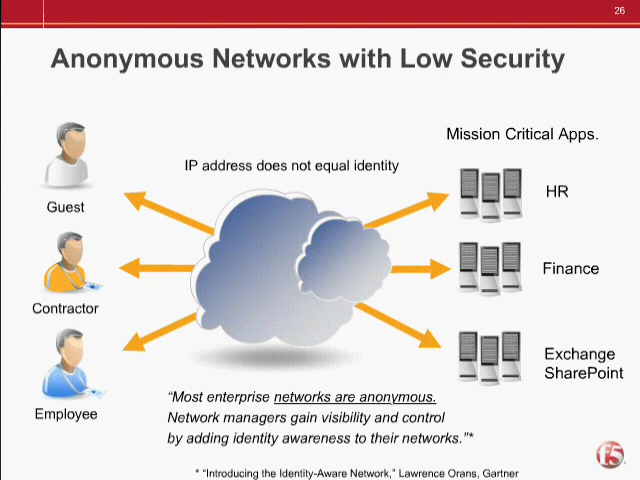 26
Anonymous Networks with Low Security
Mission Critical Apps.
IP address does not equal identity
Guest
HR
Contractor
Finance
Employee
Exchange
SharePoint
“Most enterprise networks are anonymous.
Network managers gain visibility and control
by adding identity awareness to their networks.”*
f5
* “Introducing the Identity-Aware Network,” Lawrence Orans, Gartner